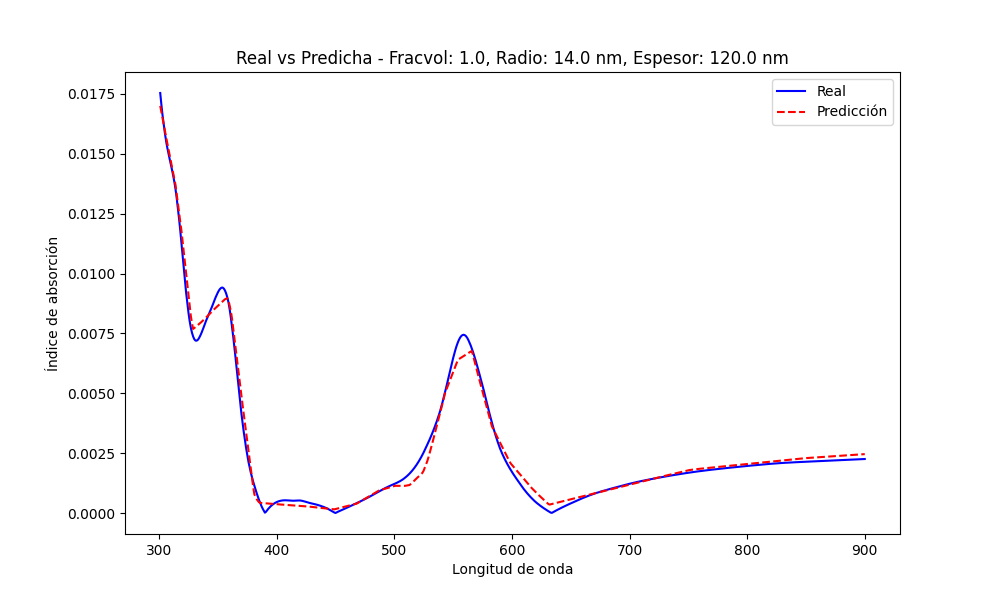 Real vs Predicha - Fracvol: 1.0, Radio: 14.0 nm, Espesor: 120.0 nm
Real
Predicción
Índice de absorción
0.0175
0.0150
0.0125
0.0100
0.0075
0.0050
0.0025
0.0000
300 400 500 600 700 800 900
Longitud de onda